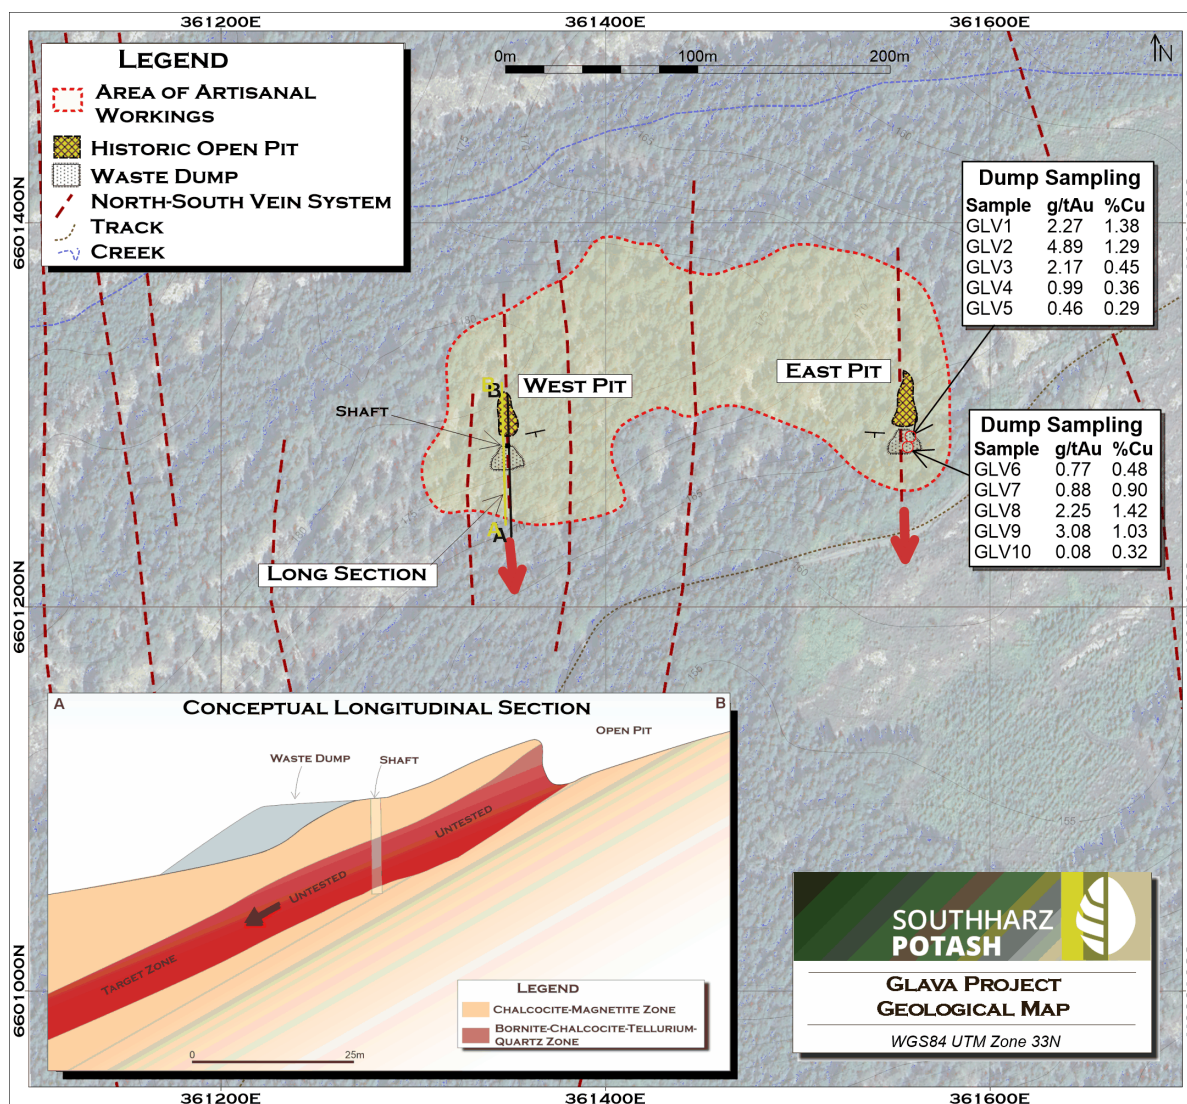 361200E 361400E 361600E
LEGEND
AREA OF ARTISANAL
WORKINGS
HISTORIC OPEN PIT
WASTE DUMP
NORTH-SOUTH VEIN SYSTEM
TRACK
CREEK
0m 100m 200m
N
6601400N
6601200N
6601000N
Dump Sampling
Sample g/tAu %Cu
GLV1 2.27 1.38
GLV2 4.89 1.29
GLV3 2.17 0.45
GLV4 0.99 0.36
GLV5 0.46 0.29
WEST PIT
EAST PIT
SHAFT
B
B
A
A
LONG SECTION
Dump Sampling
Sample g/tAu %Cu
GLV6 0.77 0.48
GLV7 0.88 0.90
GLV8 2.25 1.42
GLV9 3.08 1.03
GLV10 0.08 0.32
165
155
A B
CONCEPTUAL LONGITUDINAL SECTION
OPEN PIT
WASTE DUMP
SHAFT
UNTESTED
UNTESTED
TARGET ZONE
LEGEND
CHALCOCITE-MAGNETITE ZONE
BORNITE-CHALCOCITE-TELLURIUM-
QUARTZ ZONE
0 25m
SOUTHHARZ
POTASH
GLAVA PROJECT
GEOLOGICAL MAP
WGS84 UTM Zone 33N
361200E 361400E 361600E